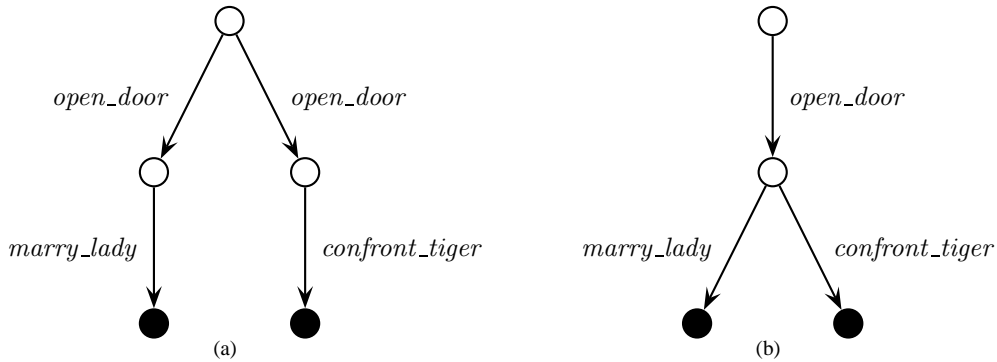 open_door open_door open_door
marry_lady confront_tiger marry_lady confront_tiger
(a) (b)